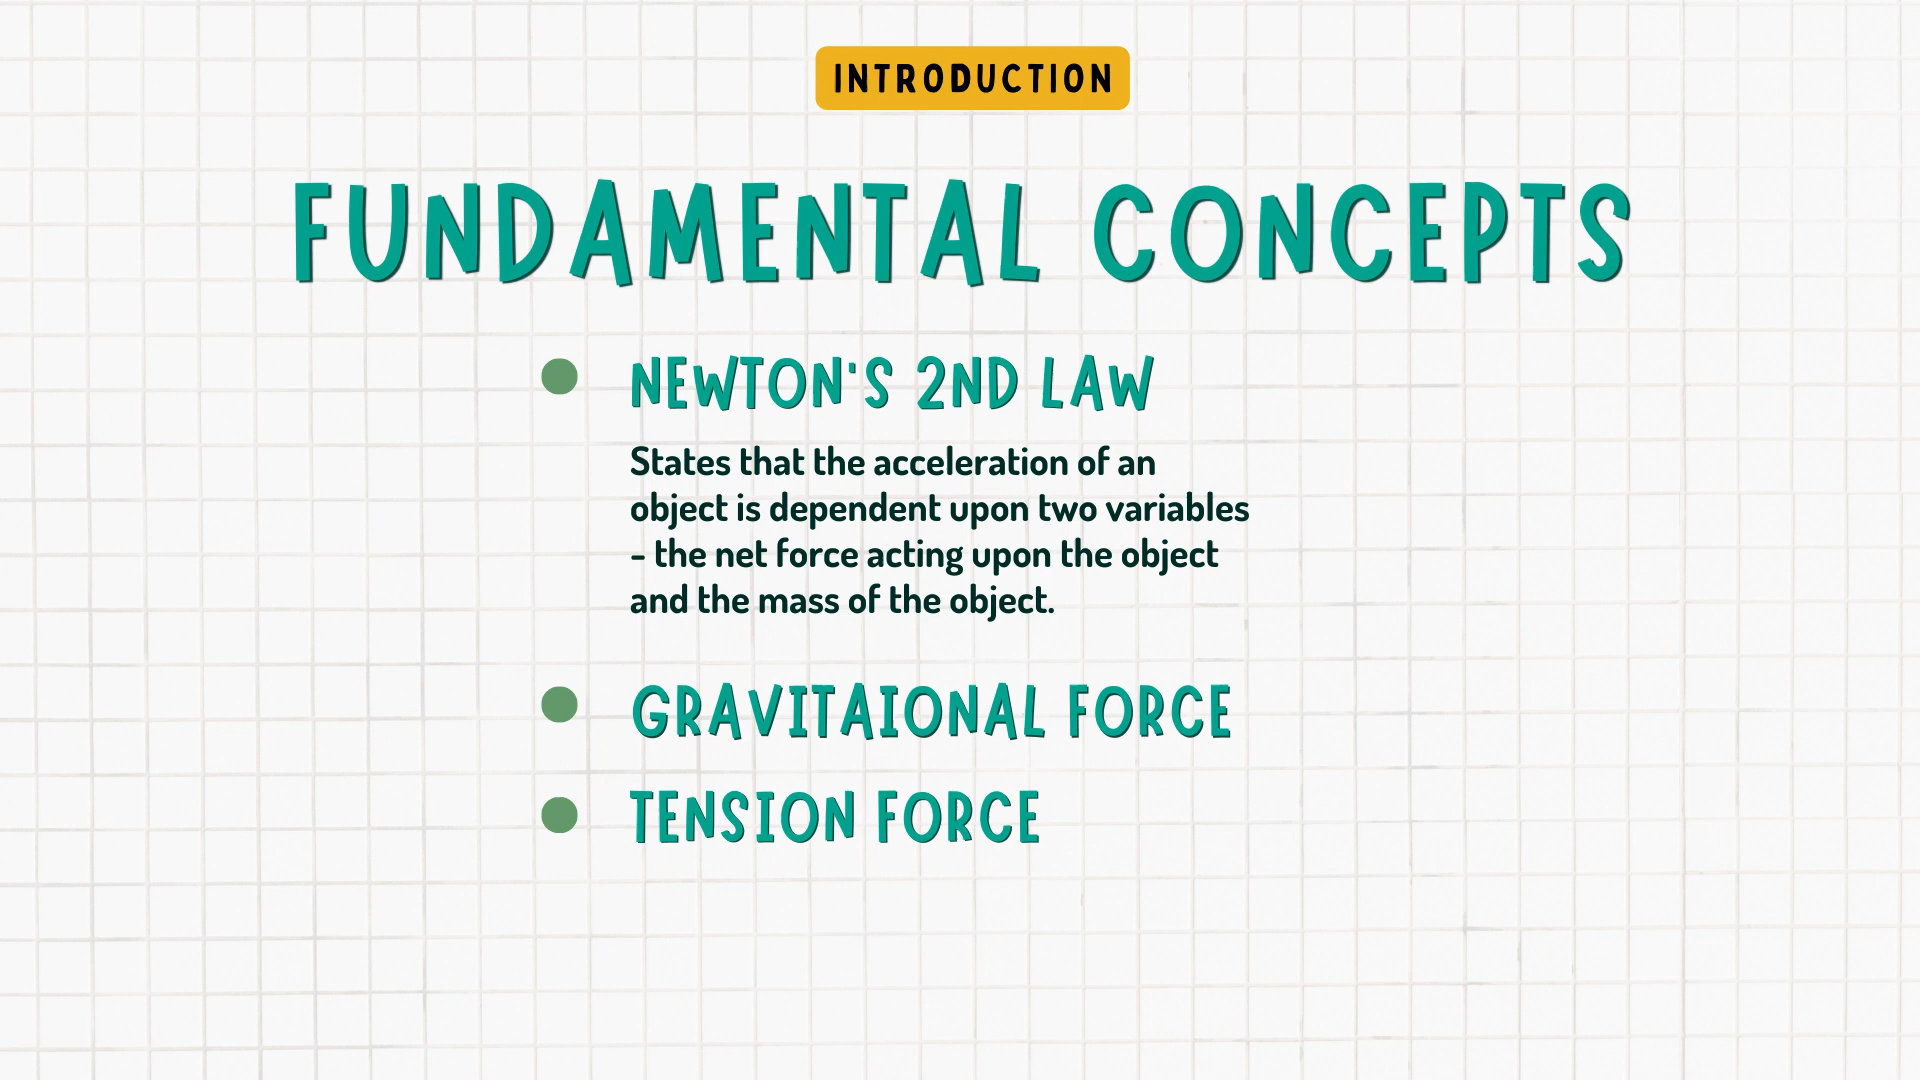 INTRODUCTION
FUNDAMENTAL CONCEPTS
NEWTON'S 2ND LAW
States that the acceleration of an
object is dependent upon two variables
- the net force acting upon the object
and the mass of the object.
GRAVITAIONAL FORCE
TENSION FORCE